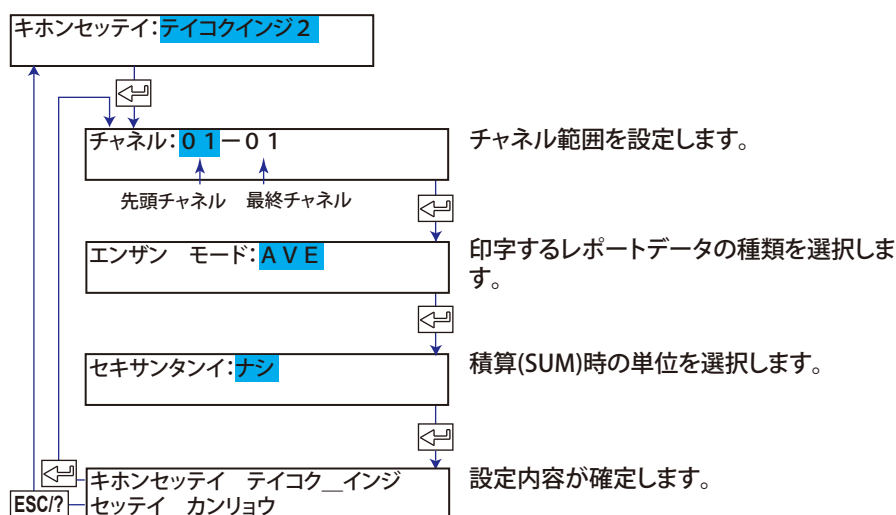 キホンセッテイ：テイコクインジ２
チャネル：０１－０１
チャネル範囲を設定します。
先頭チャネル 最終チャネル
エンザン　モード：ＡＶＥ
印字するレポートデータの種類を選択しま
す。
セキサンタンイ：ナシ
積算(SUM)時の単位を選択します。
キホンセッテイ　テイコク＿インジ
設定内容が確定します。
ESC/?
セッテイ　カンリョウ